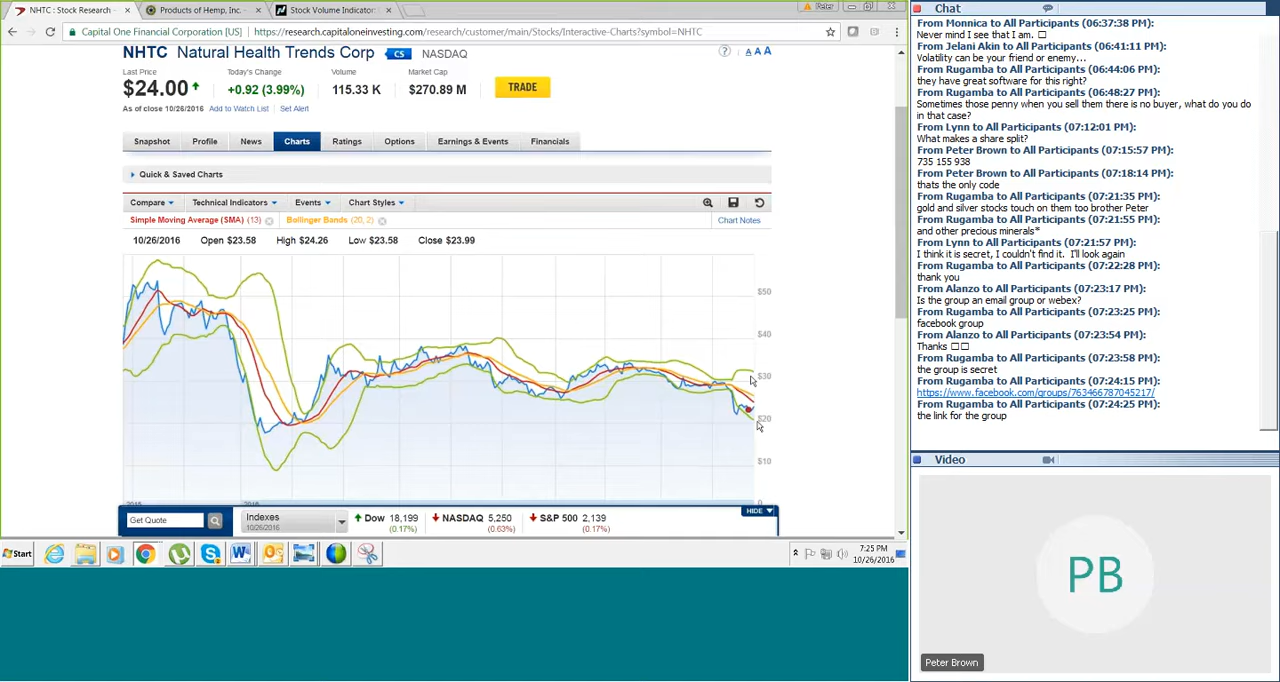 NHTC : Stock Research -
Products of Hemp, Inc. -
Stock Volume Indicator:
Peter
Capital One Financial Corporation [US]
https://research.capitaloneinvesting.com/research/customer/main/Stocks/Interactive-Charts?symbol=NHTC
NHTC Natural Health Trends Corp CS NASDAQ
? A A A
Last Price Today's Change Volume Market Cap
$24.00 +0.92 (3.99%) 115.33 K $270.89 M TRADE
As of close 10/26/2016 Add to Watch List Set Alert
Snapshot Profile News Charts Ratings Options Earnings & Events Financials
Quick & Saved Charts
Compare Technical Indicators Events Chart Styles
Simple Moving Average (SMA) (13) Bollinger Bands (20, 2) Chart Notes
10/26/2016 Open $23.58 High $24.26 Low $23.58 Close $23.99
$50
$40
$30
$20
$10
0
2015 2016
HIDE
Get Quote
Indexes
10/26/2016
Dow 18,199
(0.17%)
NASDAQ 5,250
(0.63%)
S&P 500 2,139
(0.17%)
Start
7:25 PM
10/26/2016
Chat
From Monnica to All Participants (06:37:38 PM):
Never mind I see that I am. □
From Jelani Akin to All Participants (06:41:11 PM):
Volatility can be your friend or enemy...
From Rugamba to All Participants (06:44:06 PM):
they have great software for this right?
From Rugamba to All Participants (06:48:27 PM):
Sometimes those penny when you sell them there is no buyer, what do you do
in that case?
From Lynn to All Participants (07:12:01 PM):
What makes a share split?
From Peter Brown to All Participants (07:15:57 PM):
735 155 938
From Peter Brown to All Participants (07:18:14 PM):
thats the only code
From Rugamba to All Participants (07:21:35 PM):
gold and silver stocks touch on them too brother Peter
From Rugamba to All Participants (07:21:55 PM):
and other precious minerals*
From Lynn to All Participants (07:21:57 PM):
I think it is secret, I couldn't find it. I'll look again
From Rugamba to All Participants (07:22:28 PM):
thank you
From Alanzo to All Participants (07:23:17 PM):
Is the group an email group or webex?
From Rugamba to All Participants (07:23:25 PM):
facebook group
From Alanzo to All Participants (07:23:54 PM):
Thanks □□
From Rugamba to All Participants (07:23:58 PM):
the group is secret
From Rugamba to All Participants (07:24:15 PM):
https://www.facebook.com/groups/763466787045217/
From Rugamba to All Participants (07:24:25 PM):
the link for the group
Video
PB
Peter Brown